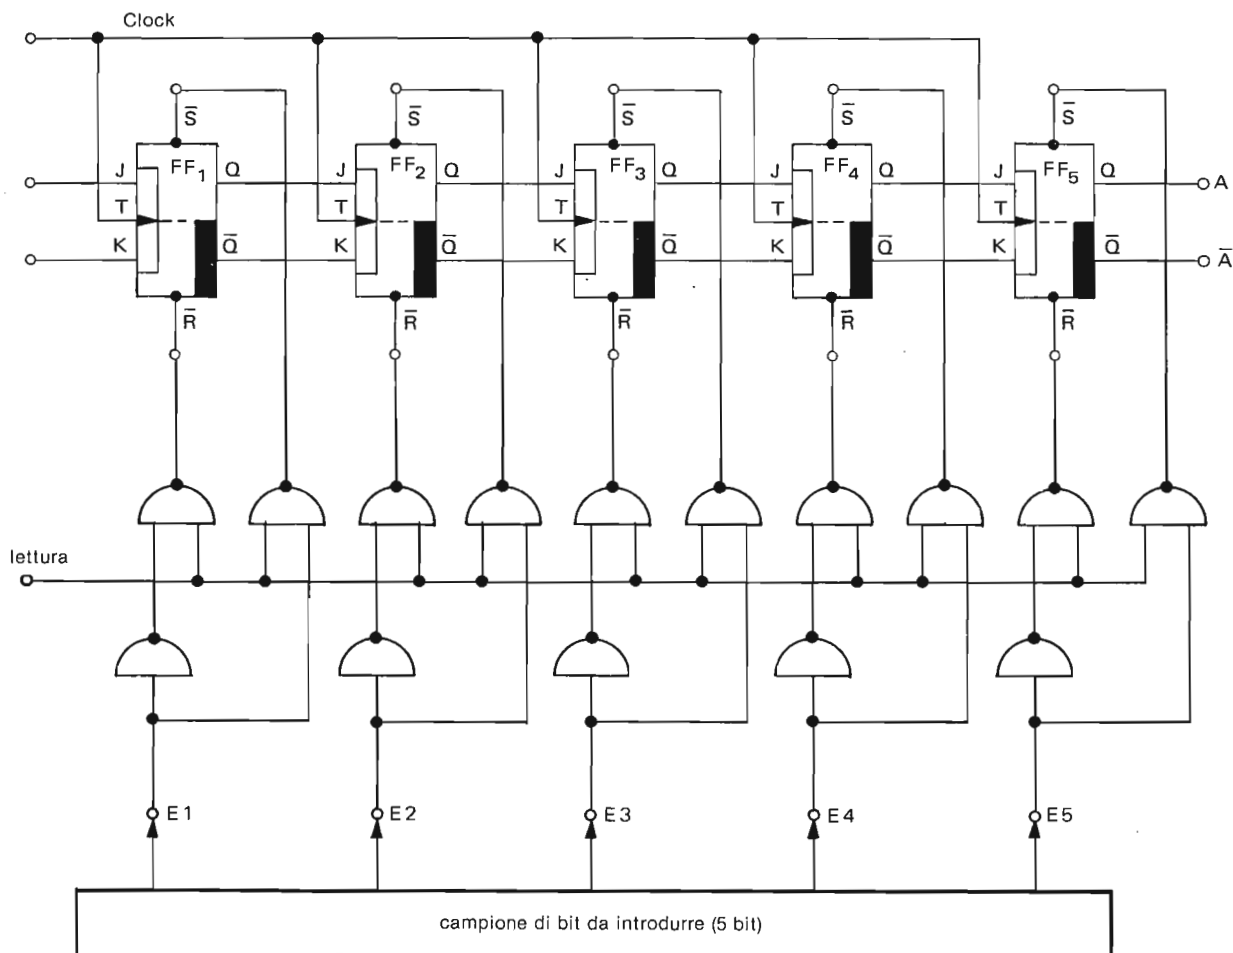 Clock
S̅ S̅ S̅ S̅ S̅
J FF₁ Q J FF₂ Q J FF₃ Q J FF₄ Q J FF₅ Q A
T T T T T
K Q̅ K Q̅ K Q̅ K Q̅ K Q̅ A̅
R̅ R̅ R̅ R̅ R̅
lettura
E1 E2 E3 E4 E5
campione di bit da introdurre (5 bit)